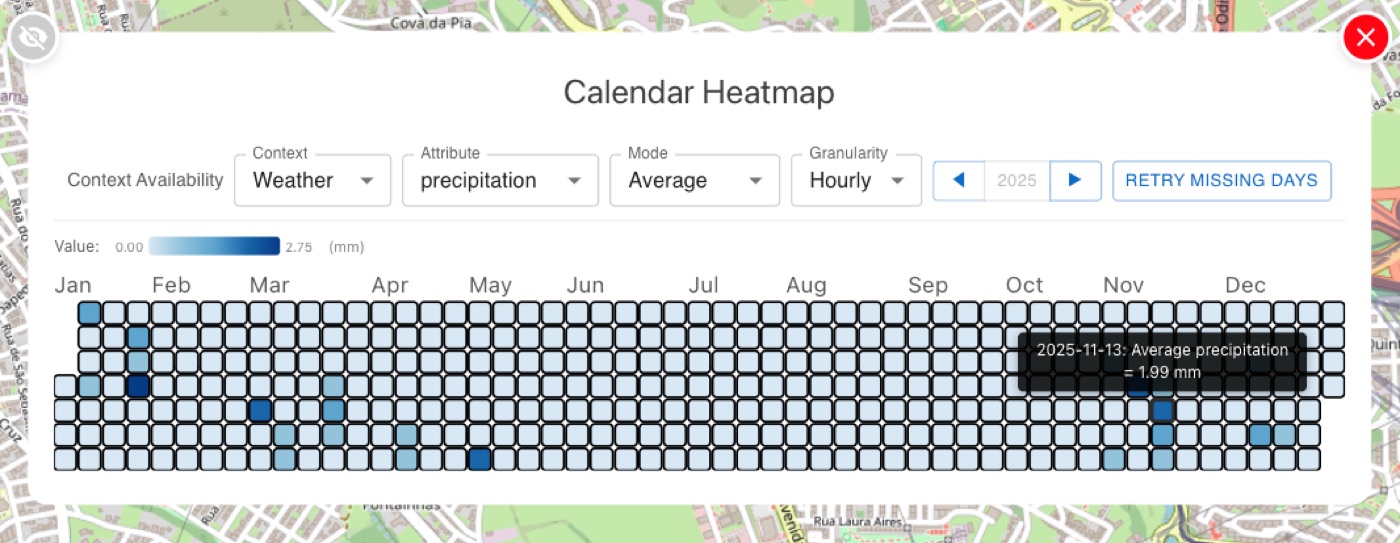 Cova da Pia
Calendar Heatmap
Context Availability
Context
Weather
Attribute
precipitation
Mode
Average
Granularity
Hourly
2025
RETRY MISSING DAYS
Value: 0.00 2.75 (mm)
Jan Feb Mar Apr May Jun Jul Aug Sep Oct Nov Dec
2025-11-13: Average precipitation
= 1.99 mm
Rua
Rua Laura Aires